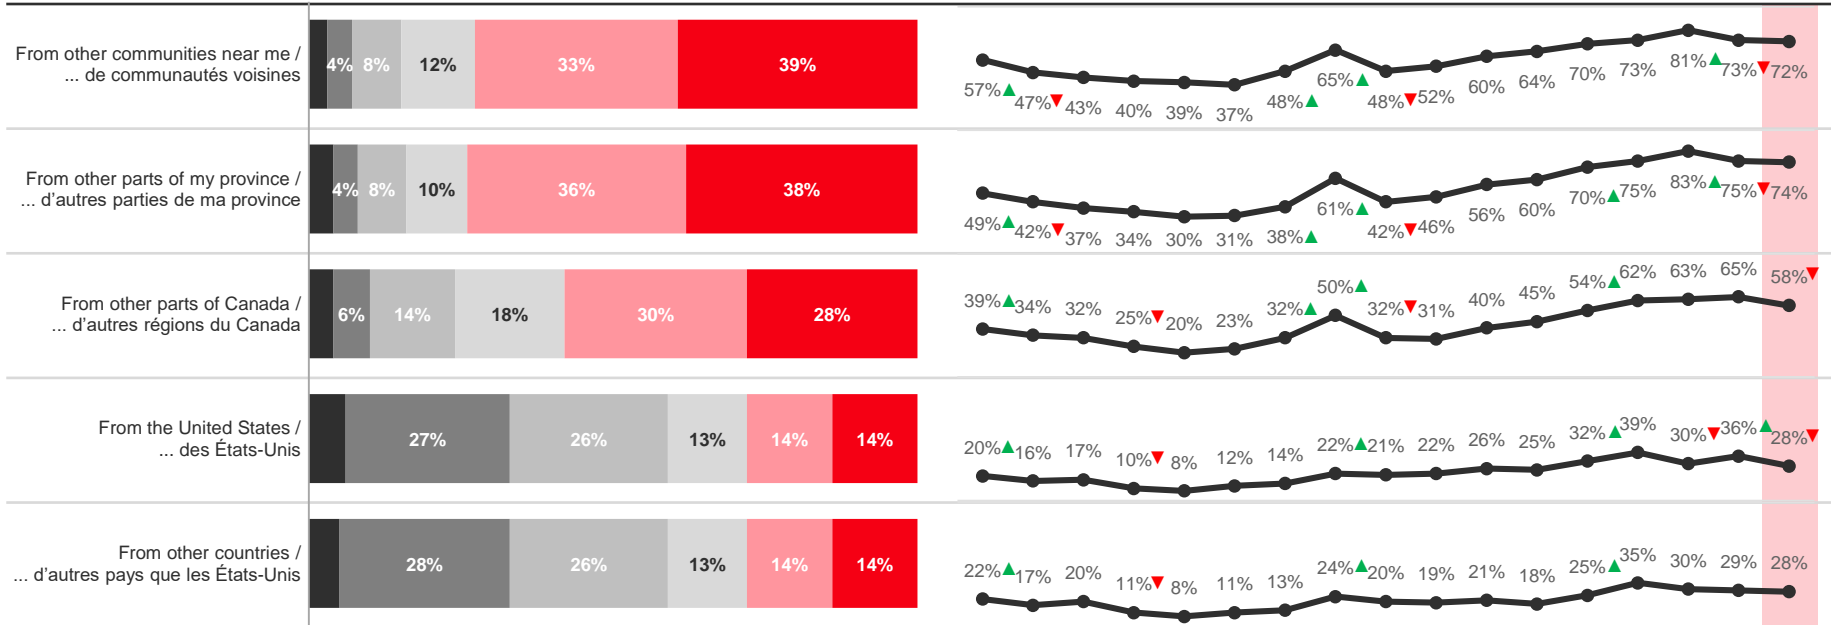 From other communities near me /
... de communautés voisines
4% 8% 12% 33% 39%
57%▲ 47%▼ 43% 40% 39% 37% 48%▲ 65%▲ 48%▼ 52% 60% 64% 70% 73% 81%▲ 73%▼ 72%
From other parts of my province /
... d'autres parties de ma province
4% 8% 10% 36% 38%
49%▲ 42%▼ 37% 34% 30% 31% 38%▲ 61%▲ 42%▼ 46% 56% 60% 70%▲ 75% 83%▲ 75%▼ 74%
From other parts of Canada /
... d'autres régions du Canada
6% 14% 18% 30% 28%
39%▲ 34% 32% 25%▼ 20% 23% 32%▲ 50%▲ 32%▼ 31% 40% 45% 54%▲ 62% 63% 65% 58%▼
From the United States /
... des États-Unis
27% 26% 13% 14% 14%
20%▲ 16% 17% 10%▼ 8% 12% 14% 22%▲ 21% 22% 26% 25% 32%▲ 39% 30%▼ 36%▲ 28%▼
From other countries /
... d'autres pays que les États-Unis
28% 26% 13% 14% 14%
22%▲ 17% 20% 11%▼ 8% 11% 13% 24%▲ 20% 19% 21% 18% 25%▲ 35% 30% 29% 28%